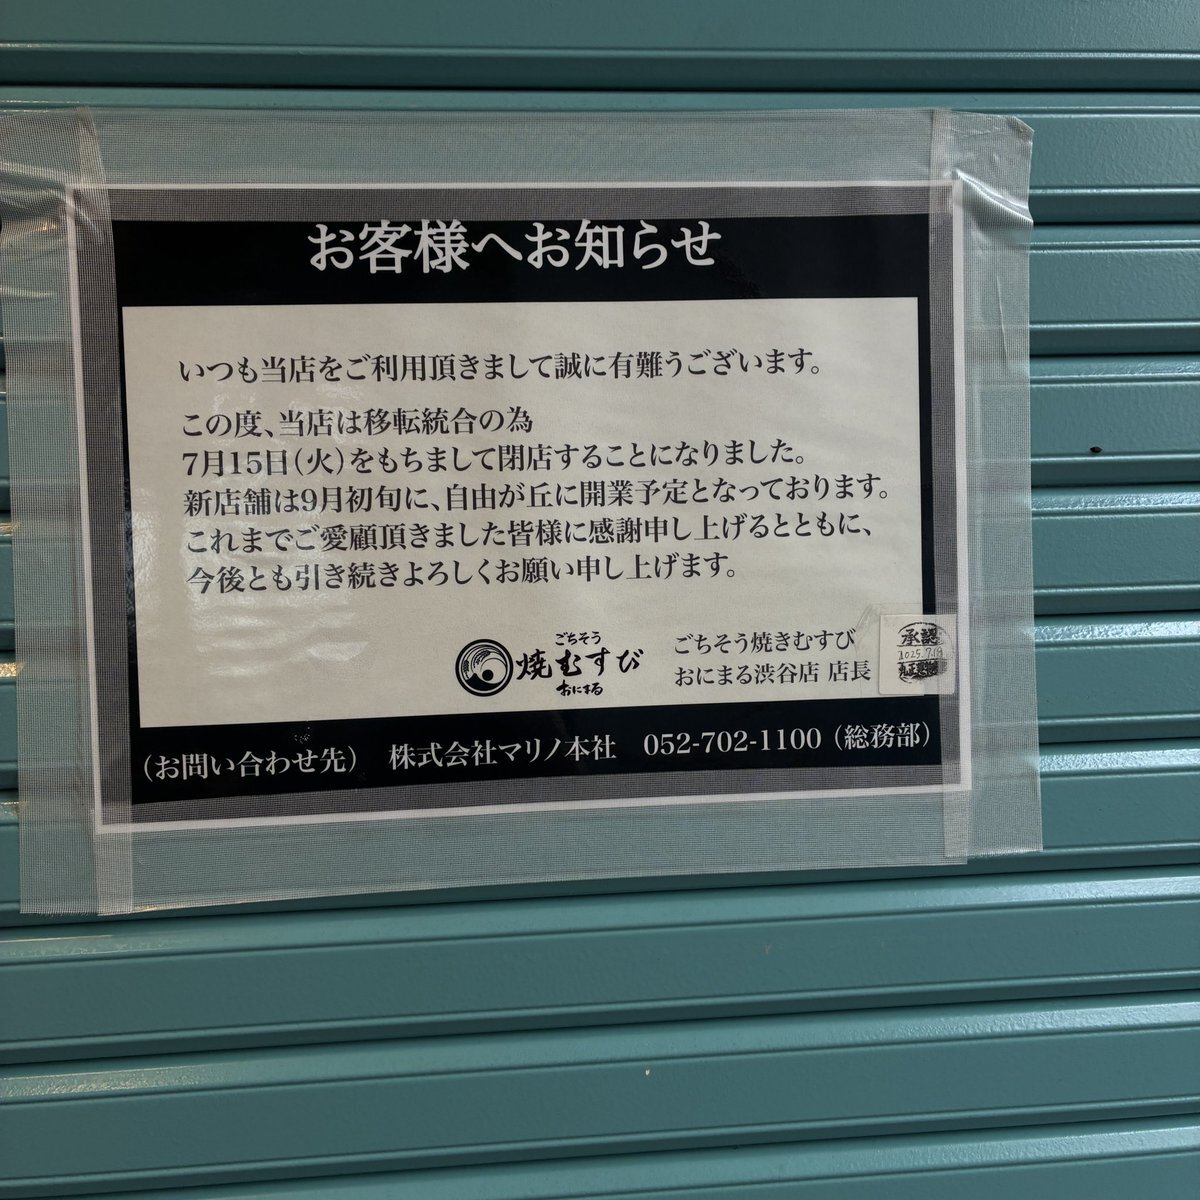 お客様へお知らせ
いつも当店をご利用頂きまして誠に有難うございます。
この度、当店は移転統合の為
7月15日(火)をもちまして閉店することになりました。
新店舗は9月初旬に、自由が丘に開業予定となっております。
これまでご愛顧頂きました皆様に感謝申し上げるとともに、
今後とも引き続きよろしくお願い申し上げます。
ごちそう
焼むすび
おにまる
ごちそう焼きむすび
おにまる渋谷店 店長
承認
(お問い合わせ先) 株式会社マリノ本社 052-702-1100 (総務部)